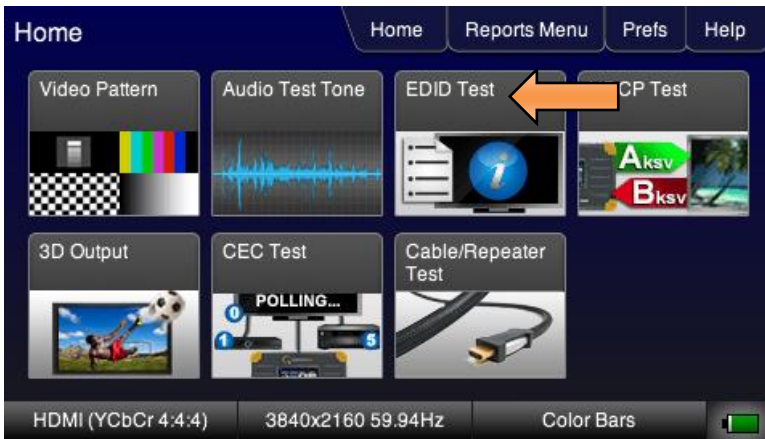 Home
Home
Reports Menu
Prefs
Help
Video Pattern
Audio Test Tone
EDID Test
CP Test
Aksv
Bksv
3D Output
CEC Test
Cable/Repeater
Test
POLLING...
0
1
5
HDMI (YCbCr 4:4:4)
3840x2160 59.94Hz
Color Bars